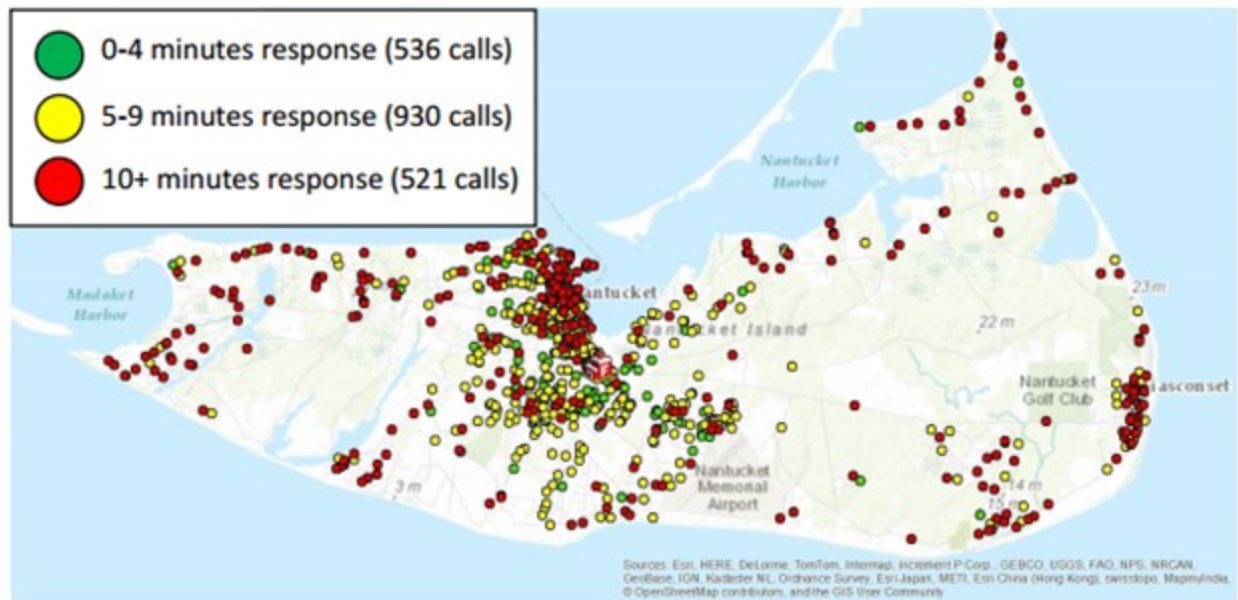 0-4 minutes response (536 calls)
5-9 minutes response (930 calls)
10+ minutes response (521 calls)
Nantucket
Harbor
Madaket
Harbor
antucket
Nantucket Island
23 m
22 m
Nantucket
Golf Club
iasconset
Nantucket
Memorial
Airport
3 m
14 m
15 m
Sources: Esri, HERE, DeLorme, TomTom, Intermap, increment P Corp., GEBCO, USGS, FAO, NPS, NRCAN,
GeoBase, IGN, Kadaster NL, Ordnance Survey, Esri Japan, METI, Esri China (Hong Kong), swisstopo, MapmyIndia,
© OpenStreetMap contributors, and the GIS User Community